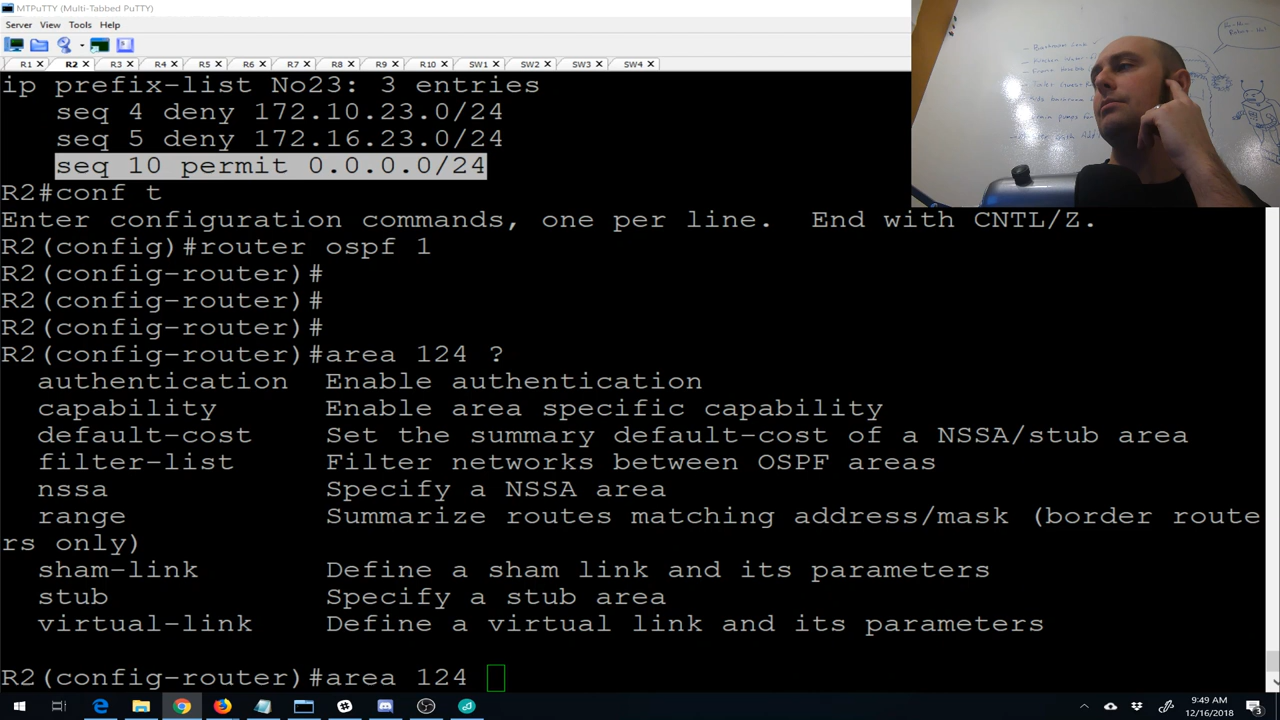 MTPuTTY (Multi-Tabbed PuTTY)
Server View Tools Help
R1 R2 R3 R4 R5 R6 R7 R8 R9 R10 SW1 SW2 SW3 SW4
ip prefix-list No23: 3 entries
seq 4 deny 172.10.23.0/24
seq 5 deny 172.16.23.0/24
seq 10 permit 0.0.0.0/24
R2#conf t
Enter configuration commands, one per line.  End with CNTL/Z.
R2(config)#router ospf 1
R2(config-router)#
R2(config-router)#
R2(config-router)#
R2(config-router)#area 124 ?
authentication  Enable authentication
capability  Enable area specific capability
default-cost  Set the summary default-cost of a NSSA/stub area
filter-list  Filter networks between OSPF areas
nssa  Specify a NSSA area
range  Summarize routes matching address/mask (border route
rs only)
sham-link  Define a sham link and its parameters
stub  Specify a stub area
virtual-link  Define a virtual link and its parameters
R2(config-router)#area 124
9:49 AM
12/16/2018
3